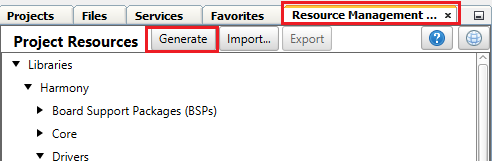 Projects Files Services Favorites Resource Management ... ×
Project Resources Generate Import... Export ?
Libraries
Harmony
Board Support Packages (BSPs)
Core
Drivers